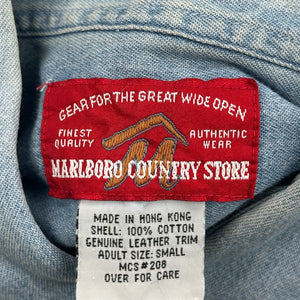 GEAR FOR THE GREAT WIDE OPEN
FINEST QUALITY
AUTHENTIC WEAR
MARLBORO COUNTRY STORE
MADE IN HONG KONG
SHELL: 100% COTTON
GENUINE LEATHER TRIM
ADULT SIZE: SMALL
MCS#208
OVER FOR CARE